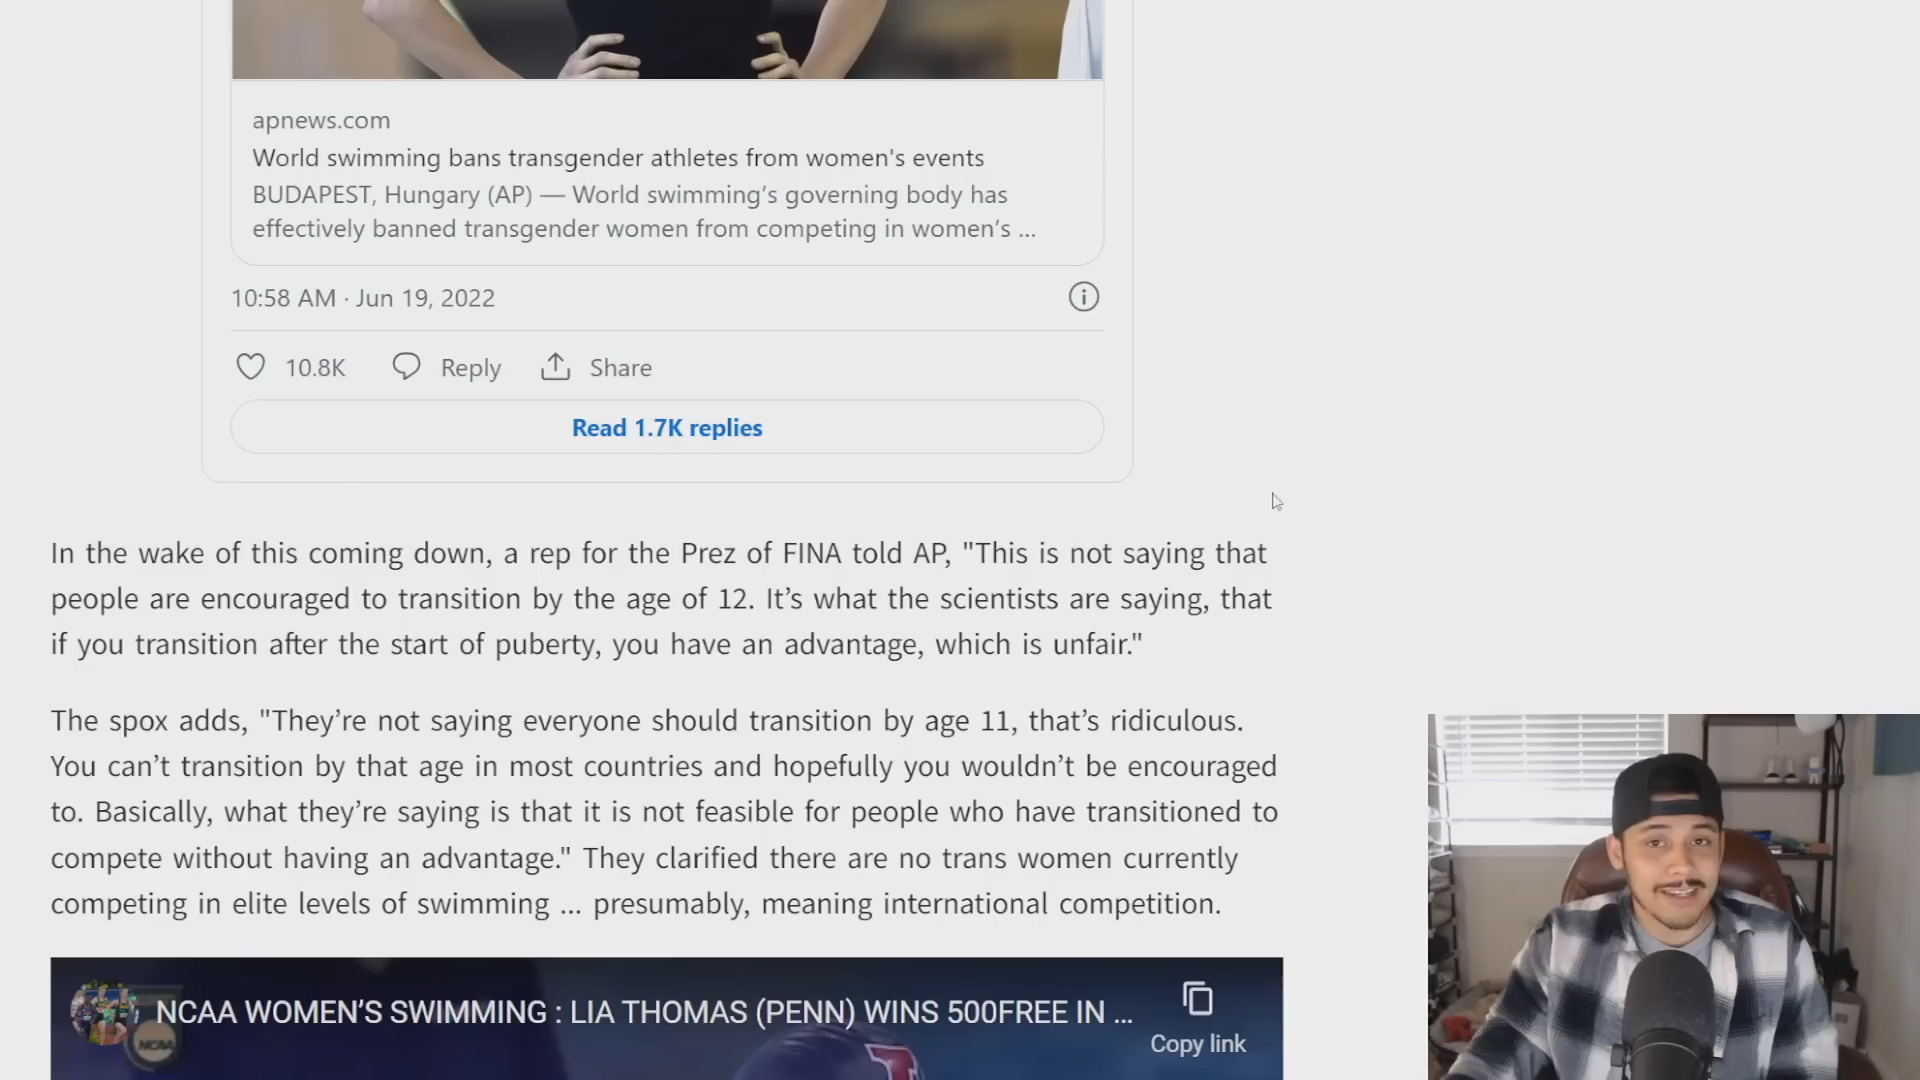 apnews.com
World swimming bans transgender athletes from women's events
BUDAPEST, Hungary (AP) — World swimming’s governing body has
effectively banned transgender women from competing in women’s ...
10:58 AM · Jun 19, 2022
10.8K Reply Share
Read 1.7K replies
In the wake of this coming down, a rep for the Prez of FINA told AP, "This is not saying that
people are encouraged to transition by the age of 12. It’s what the scientists are saying, that
if you transition after the start of puberty, you have an advantage, which is unfair."
The spox adds, "They’re not saying everyone should transition by age 11, that’s ridiculous.
You can’t transition by that age in most countries and hopefully you wouldn’t be encouraged
to. Basically, what they’re saying is that it is not feasible for people who have transitioned to
compete without having an advantage." They clarified there are no trans women currently
competing in elite levels of swimming ... presumably, meaning international competition.
NCAA WOMEN’S SWIMMING : LIA THOMAS (PENN) WINS 500FREE IN ...
NCAA
Copy link